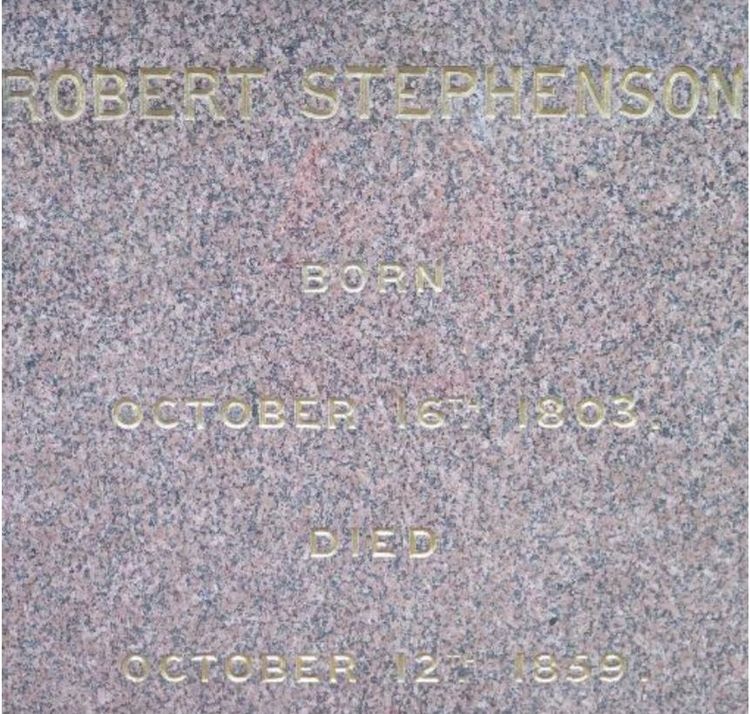 ROBERT STEPHENSON
BORN
OCTOBER 16TH 1803.
DIED
OCTOBER 12TH 1859.